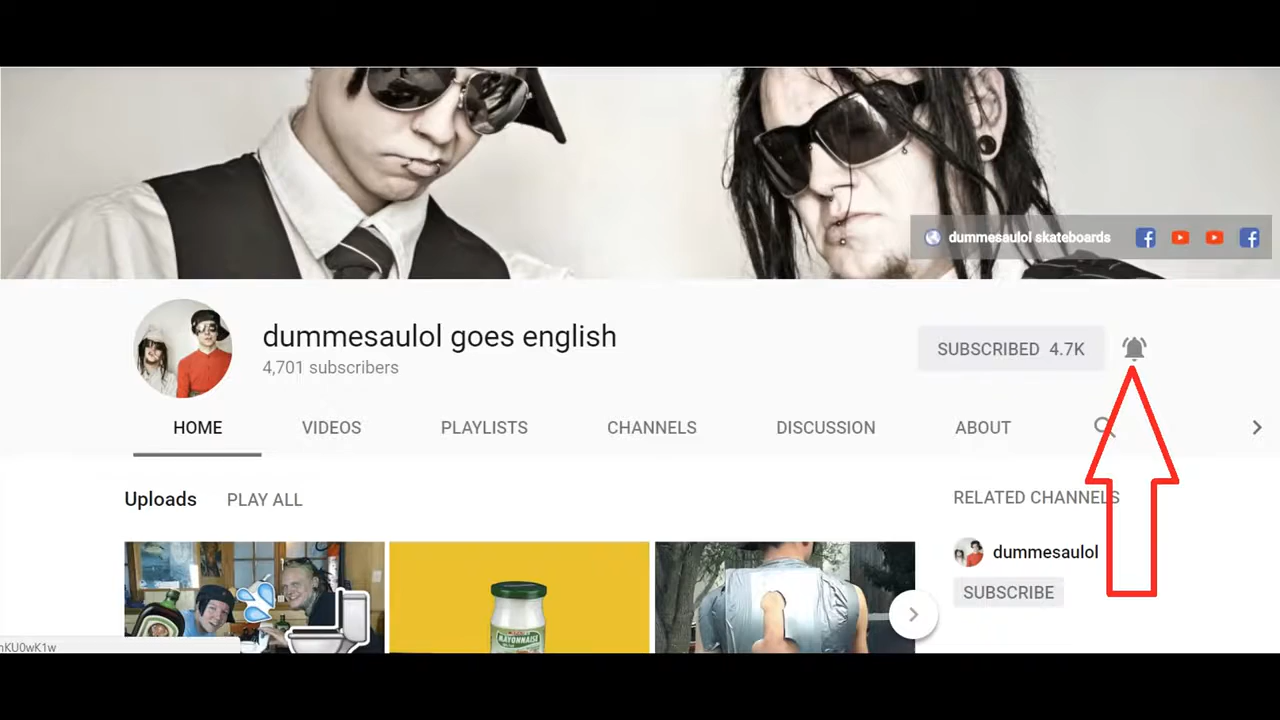 dummesaulol skateboards
dummesaulol goes english
4,701 subscribers
SUBSCRIBED 4.7K
HOME VIDEOS PLAYLISTS CHANNELS DISCUSSION ABOUT
Uploads PLAY ALL
RELATED CHANNELS
dummesaulol
SUBSCRIBE
MAYONNAISE
nKU0wK1w